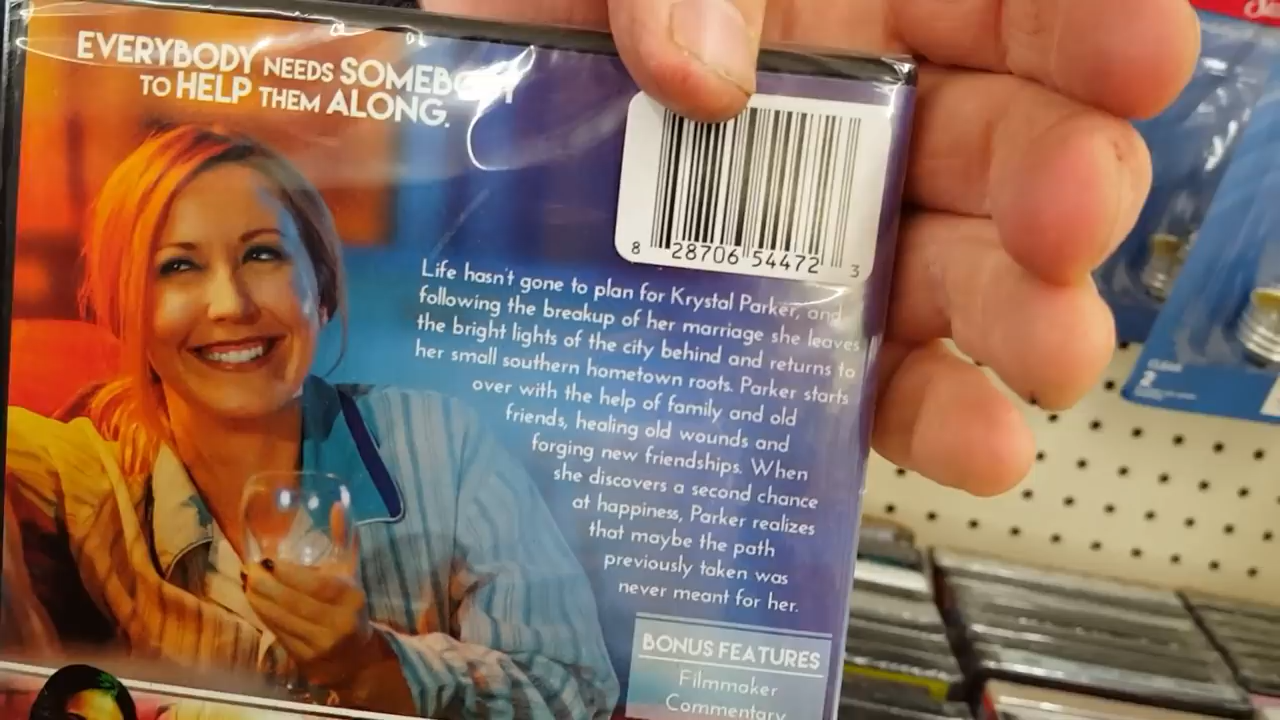 EVERYBODY NEEDS SOMEBODY
TO HELP THEM ALONG.
8 28706 54472 3
Life hasn't gone to plan for Krystal Parker, and
following the breakup of her marriage she leaves
the bright lights of the city behind and returns to
her small southern hometown roots. Parker starts
over with the help of family and old
friends, healing old wounds and
forging new friendships. When
she discovers a second chance
at happiness, Parker realizes
that maybe the path
previously taken was
never meant for her.
BONUS FEATURES
Filmmaker
Commentary